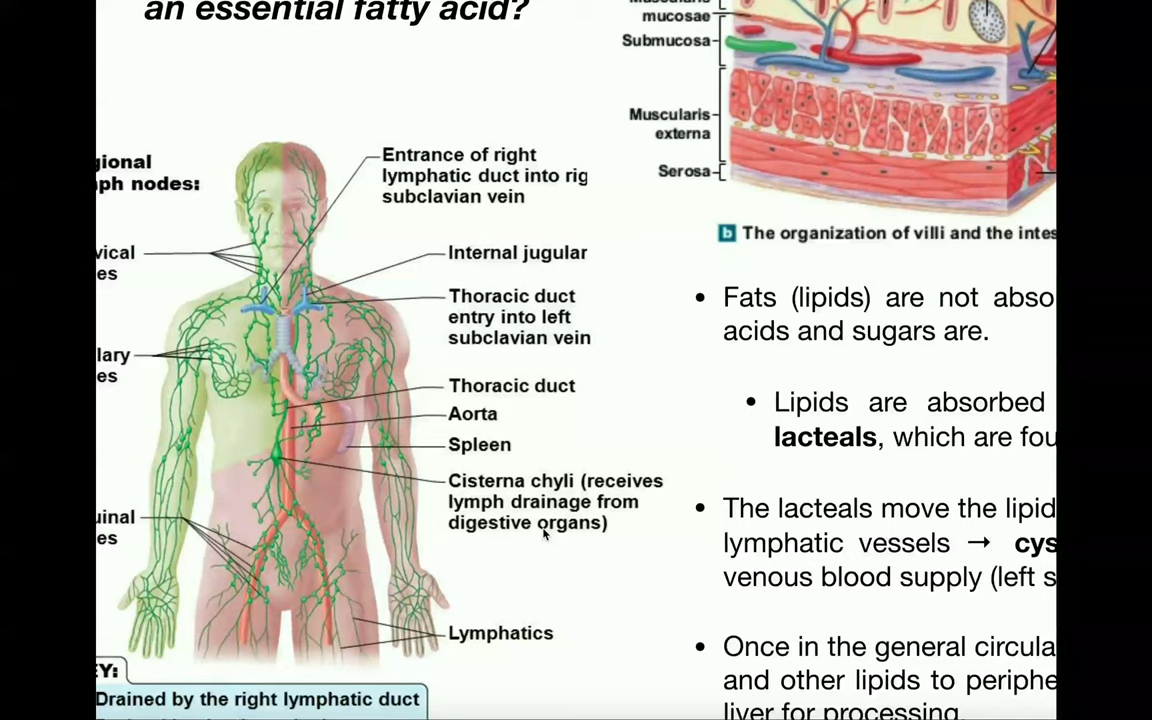 an essential fatty acid?
mucosae
Submucosa
Muscularis
externa
Serosa
b The organization of villi and the intes
gional
ph nodes:
Entrance of right
lymphatic duct into rig
subclavian vein
vical
es
Internal jugular
Thoracic duct
entry into left
subclavian vein
lary
es
Thoracic duct
Aorta
Spleen
Cisterna chyli (receives
lymph drainage from
digestive organs)
uinal
es
Lymphatics
EY:
Drained by the right lymphatic duct
• Fats (lipids) are not abso
acids and sugars are.
• Lipids are absorbed
lacteals, which are fou
• The lacteals move the lipid
lymphatic vessels → cys
venous blood supply (left s
• Once in the general circula
and other lipids to periphe
liver for processing.